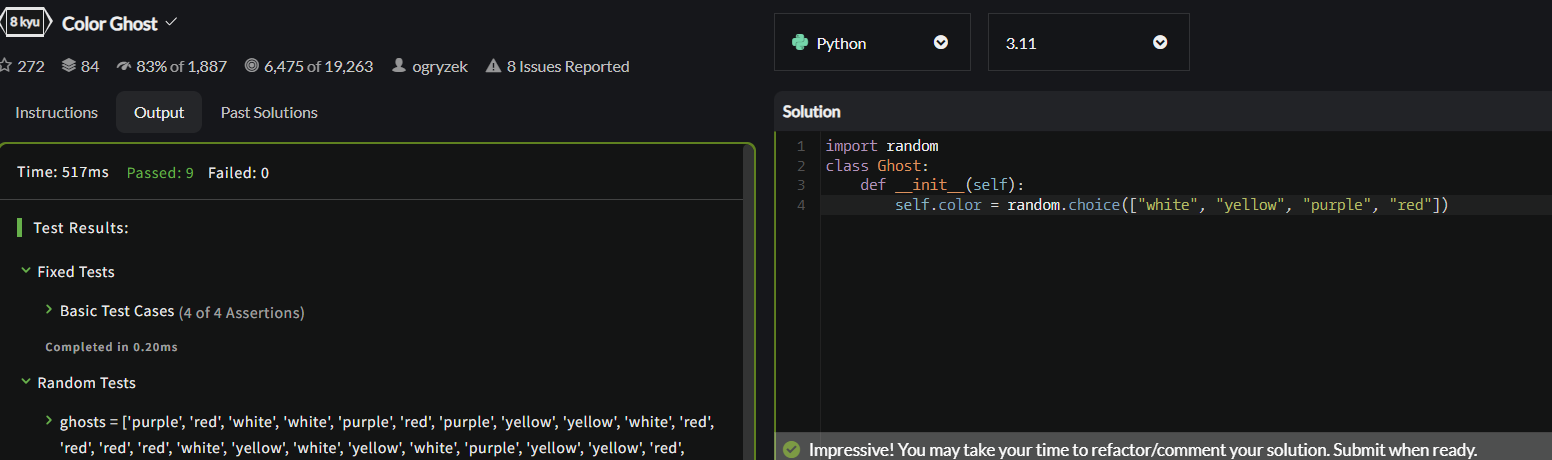 8 kyu Color Ghost
272 84 83% of 1,887 6,475 of 19,263 ogryzek 8 Issues Reported
Instructions Output Past Solutions
Time: 517ms Passed: 9 Failed: 0
Test Results:
Fixed Tests
Basic Test Cases (4 of 4 Assertions)
Completed in 0.20ms
Random Tests
ghosts = ['purple', 'red', 'white', 'white', 'purple', 'red', 'purple', 'yellow', 'yellow', 'white', 'red',
'red', 'red', 'red', 'white', 'yellow', 'white', 'yellow', 'white', 'purple', 'yellow', 'yellow', 'red',
Python 3.11
Solution
1 import random
2 class Ghost:
3 def __init__(self):
4 self.color = random.choice(["white", "yellow", "purple", "red"])
Impressive! You may take your time to refactor/comment your solution. Submit when ready.